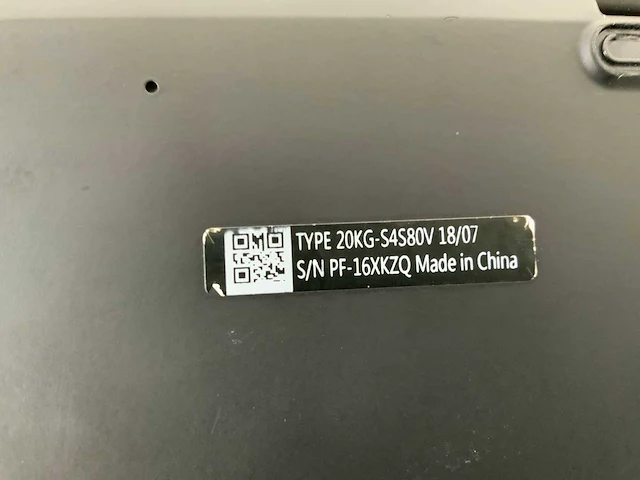 TYPE 20KG-S4S80V 18/07
S/N PF-16XKZQ Made in China